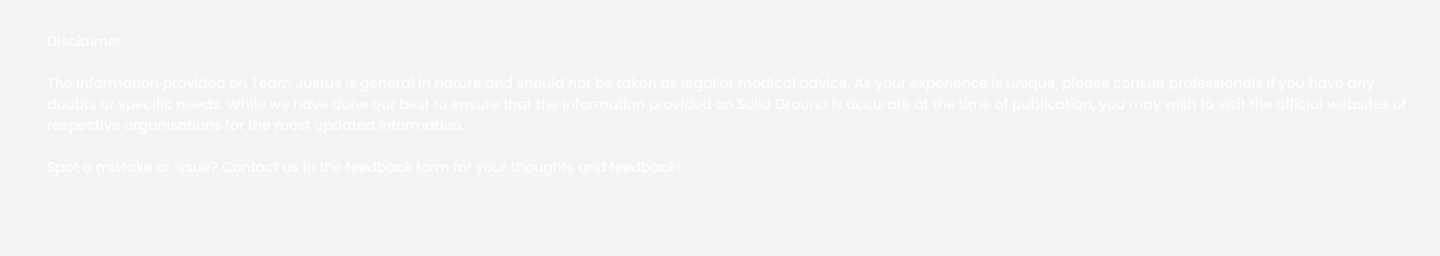 Disclaimer
The information provided on Team Justus is general in nature and should not be taken as legal or medical advice. As your experience is unique, please consult professionals if you have any
doubts or specific needs. While we have done our best to ensure that the information provided on Solid Ground is accurate at the time of publication, you may wish to visit the official websites of
respective organisations for the most updated information.
Spot a mistake or issue? Contact us in the feedback form for your thoughts and feedback!